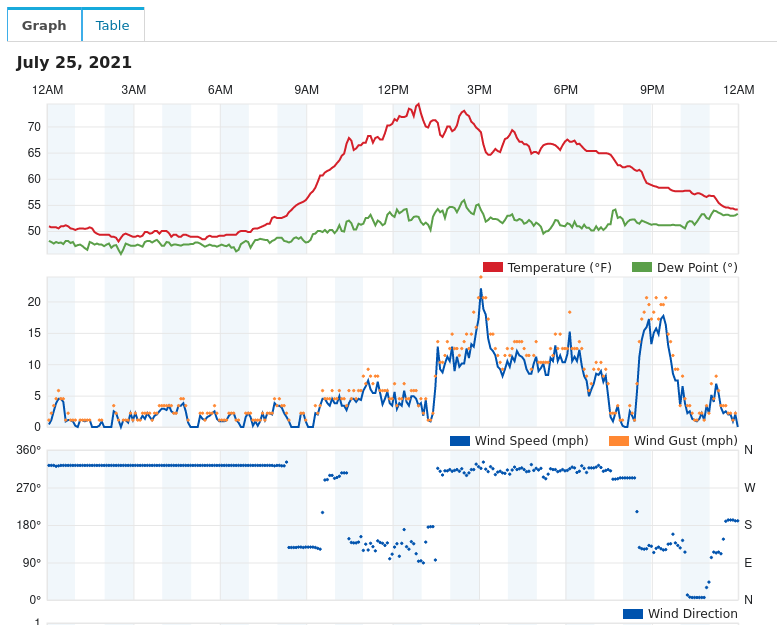 Graph Table
July 25, 2021
12AM 3AM 6AM 9AM 12PM 3PM 6PM 9PM 12AM
70
65
60
55
50
Temperature (°F) Dew Point (°)
20
15
10
5
0
Wind Speed (mph) Wind Gust (mph)
360° N
270° W
180° S
90° E
0° N
Wind Direction
1